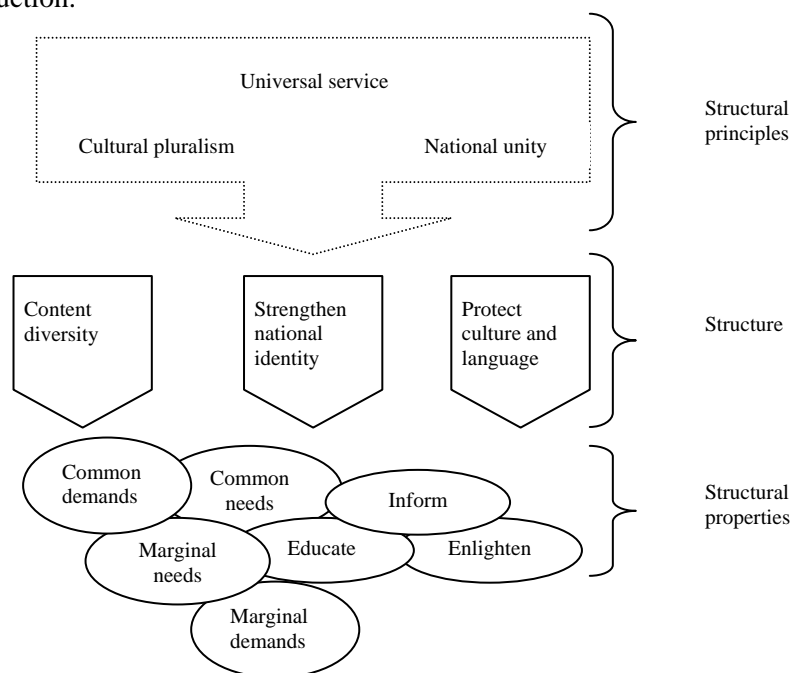 uction.
Universal service
Cultural pluralism
National unity
Structural
principles
Content
diversity
Strengthen
national
identity
Protect
culture and
language
Structure
Common
demands
Common
needs
Inform
Structural
properties
Marginal
needs
Educate
Enlighten
Marginal
demands